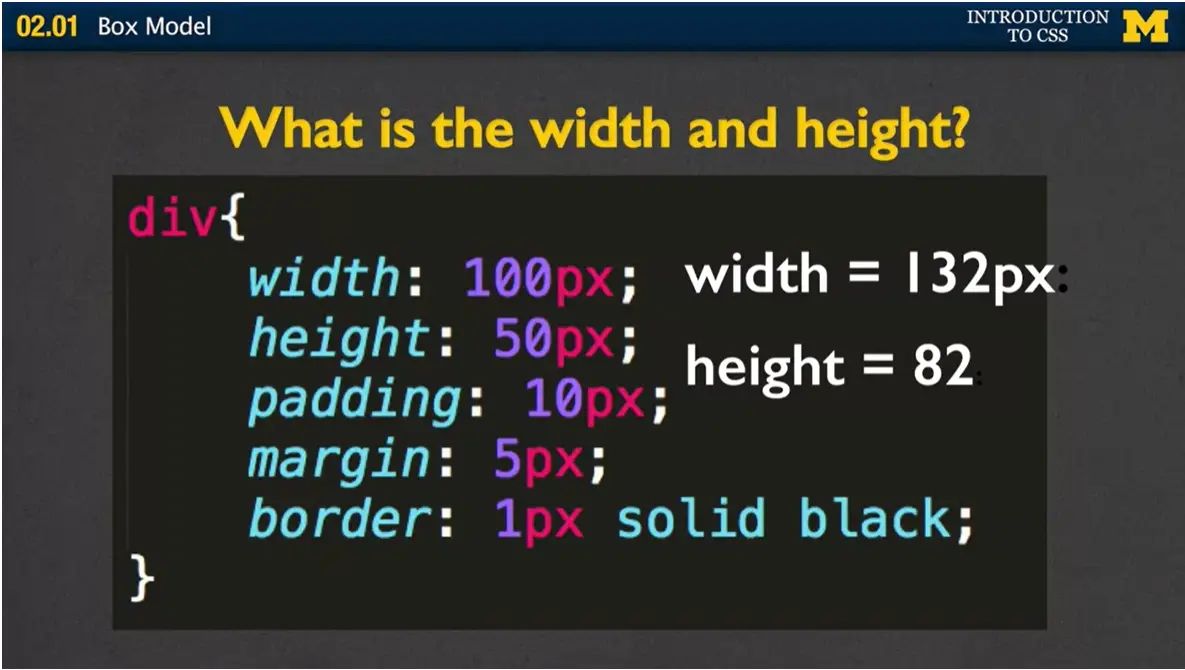 02.01 Box Model
INTRODUCTION
TO CSS
M
What is the width and height?
div{
width: 100px;
height: 50px;
padding: 10px;
margin: 5px;
border: 1px solid black;
}
width = 132px:
height = 82: